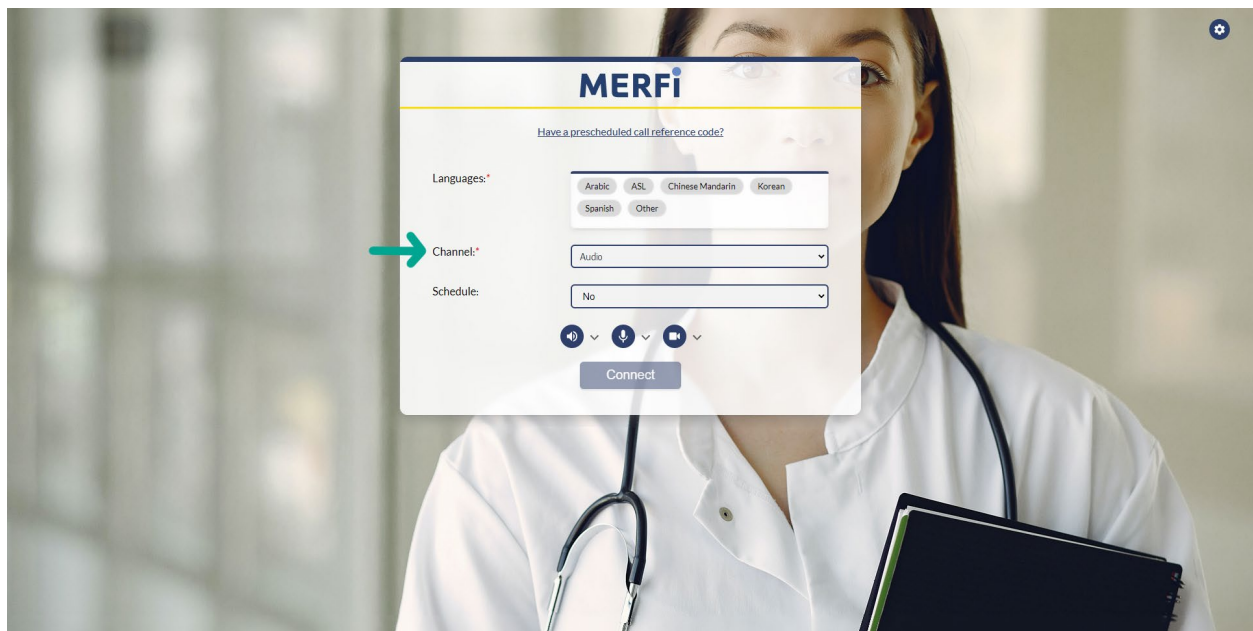 MERFi
Have a prescheduled call reference code?
Languages:*
Arabic ASL Chinese Mandarin Korean
Spanish Other
Channel:*
Audio
Schedule:
No
Connect